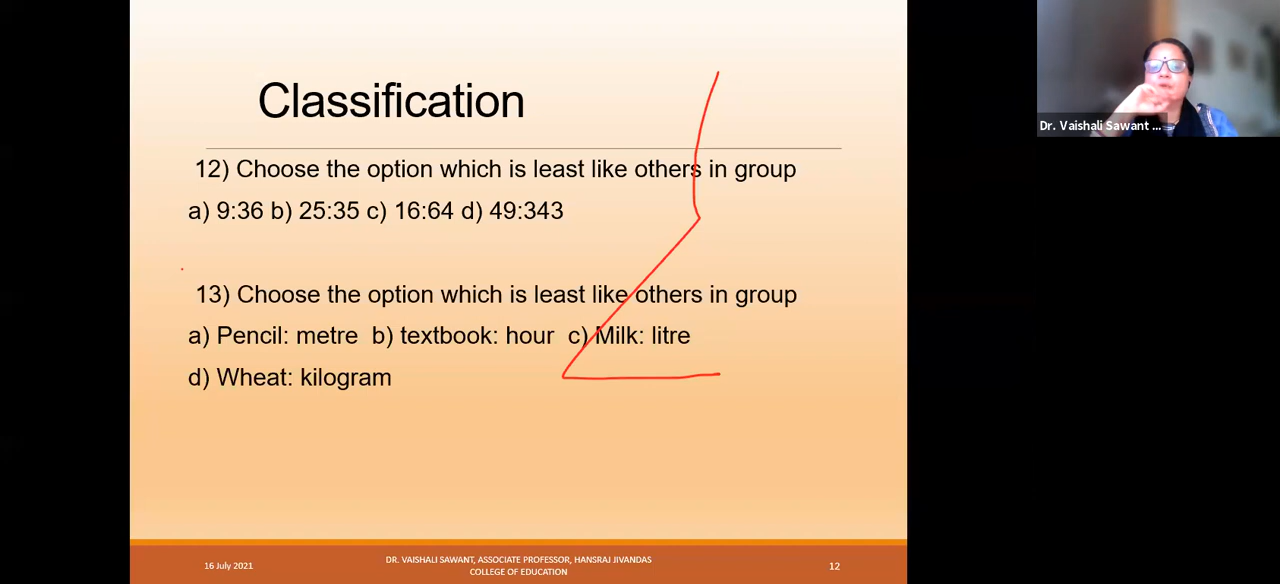 Classification
12) Choose the option which is least like others in group
a) 9:36 b) 25:35 c) 16:64 d) 49:343
13) Choose the option which is least like others in group
a) Pencil: metre b) textbook: hour c) Milk: litre
d) Wheat: kilogram
16 July 2021
DR. VAISHALI SAWANT, ASSOCIATE PROFESSOR, HANSRAJ JIVANDAS
COLLEGE OF EDUCATION
12
Dr. Vaishali Sawant ...